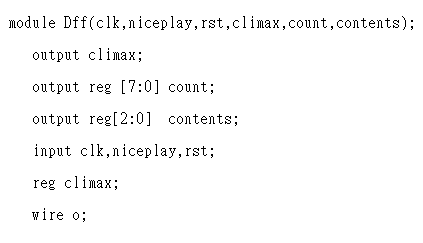 module Dff(clk,niceplay,rst,climax,count,contents);
output climax;
output reg [7:0] count;
output reg[2:0] contents;
input clk,niceplay,rst;
reg climax;
wire o;